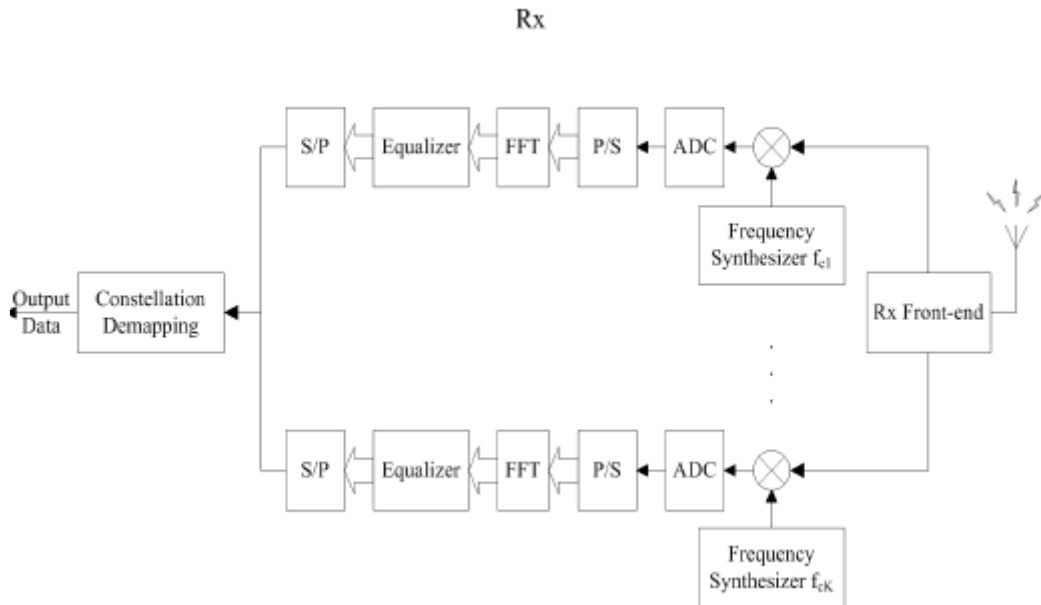 Rx
S/P
Equalizer
FFT
P/S
ADC
Frequency
Synthesizer fc1
Output
Data
Constellation
Demapping
Rx Front-end
S/P
Equalizer
FFT
P/S
ADC
Frequency
Synthesizer fcK